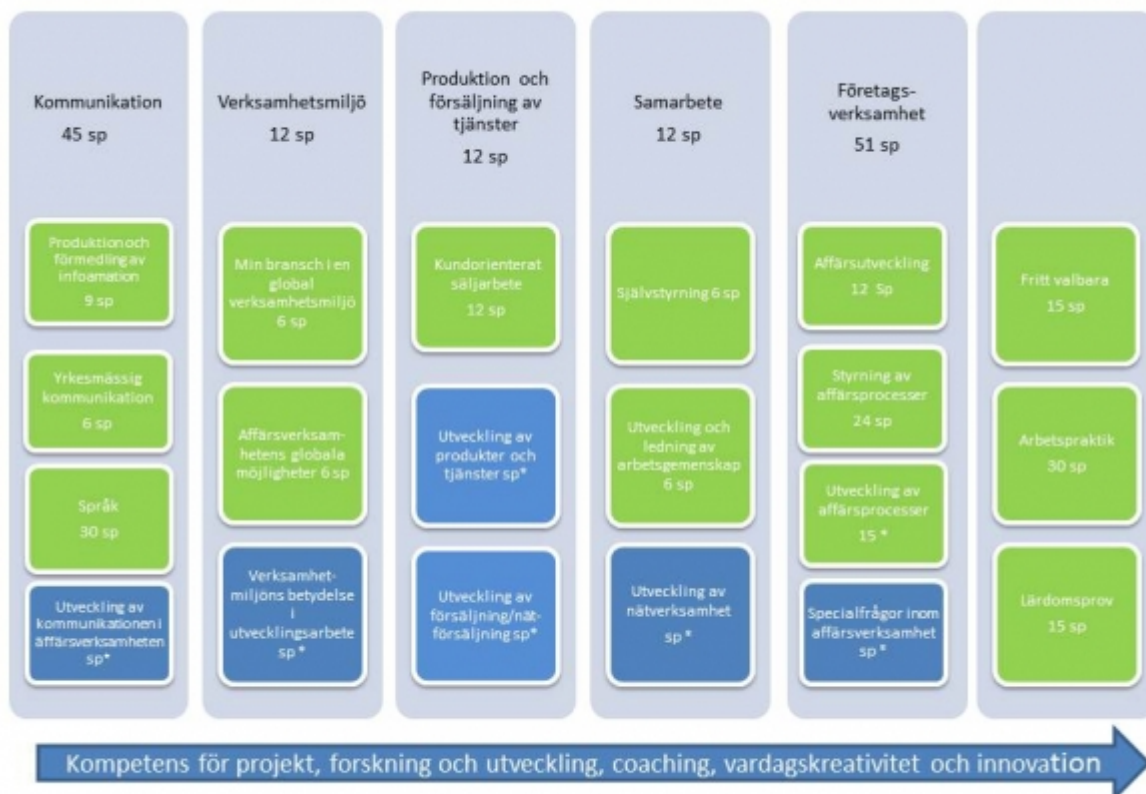 Kommunikation
45 sp
Produktion och
förmedling av
infoamation
9 sp
Yrkesmässig
kommunikation
6 sp
Språk
30 sp
Utveckling av
kommunikationen i
äffärsverksamheten
sp*
Verksamhetsmiljö
12 sp
Min bransch i en
global
verksamhetsmiljö
6 sp
Affärsverksam-
hetens globala
möjligheter 6 sp
Verksamhet-
miljöns betydelse
i
utvecklingsarbete
sp *
Produktion och
försäljning av
tjänster
12 sp
Kundorienterat
säljarbete
12 sp
Utveckling av
produkter och
tjänster sp*
Utveckling av
försäljning/nät-
försäljning sp*
Samarbete
12 sp
Självstyrning 6 sp
Utveckling och
ledning av
arbetsgemenskap
6 sp
Utveckling av
nätverksamhet
sp *
Företags-
verksamhet
51 sp
Affärsutveckling
12 Sp
Styrning av
affärsprocesser
24 sp
Utveckling av
affärsprocesser
15 *
Specialfrågor inom
affärsverksamhet
sp *
Fritt valbara
15 sp
Arbetspraktik
30 sp
Lärdomsprov
15 sp
Kompetens för projekt, forskning och utveckling, coaching, vardagskreativitet och innovation